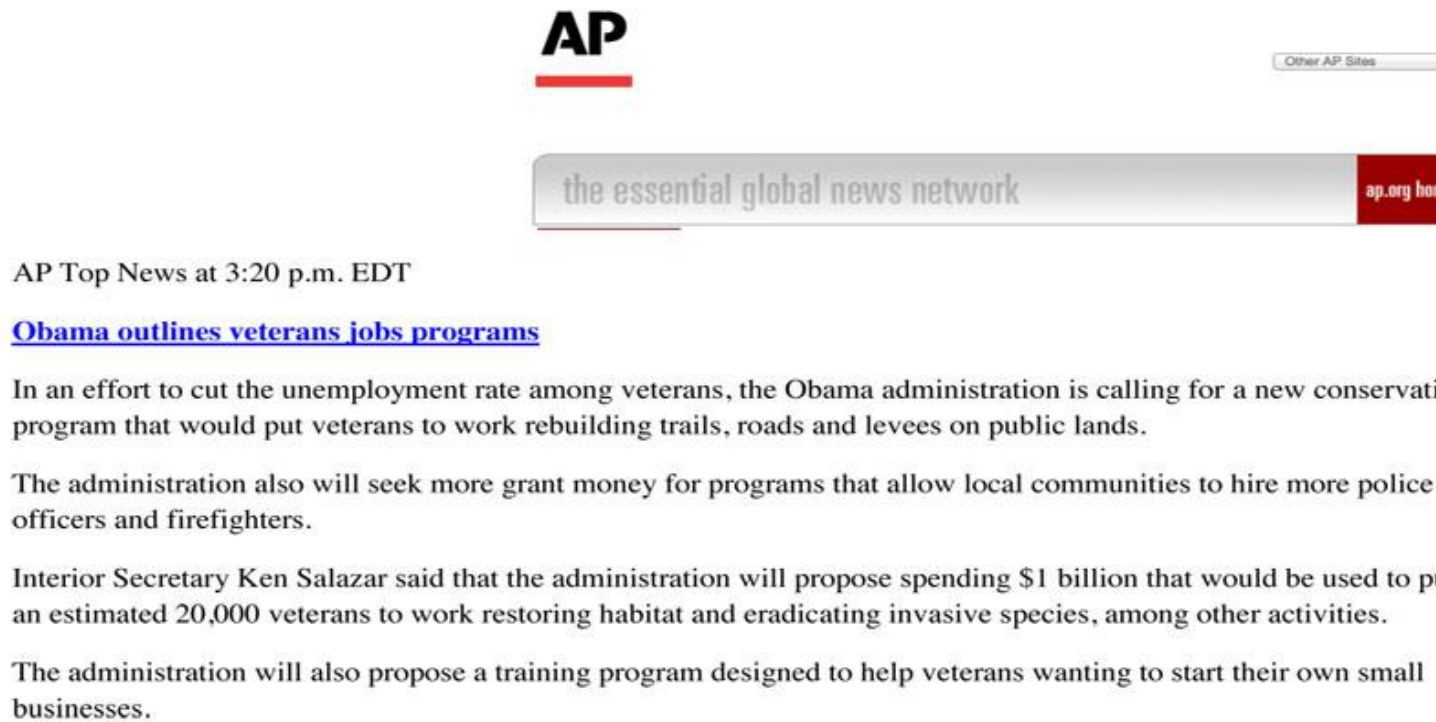 AP
Other AP Sites
the essential global news network
ap.org
AP Top News at 3:20 p.m. EDT
Obama outlines veterans jobs programs
In an effort to cut the unemployment rate among veterans, the Obama administration is calling for a new
program that would put veterans to work rebuilding trails, roads and levees on public lands.
The administration also will seek more grant money for programs that allow local communities to hire more police
officers and firefighters.
Interior Secretary Ken Salazar said that the administration will propose spending $1 billion that would be used to
an estimated 20,000 veterans to work restoring habitat and eradicating invasive species, among other activities.
The administration will also propose a training program designed to help veterans wanting to start their own small
businesses.